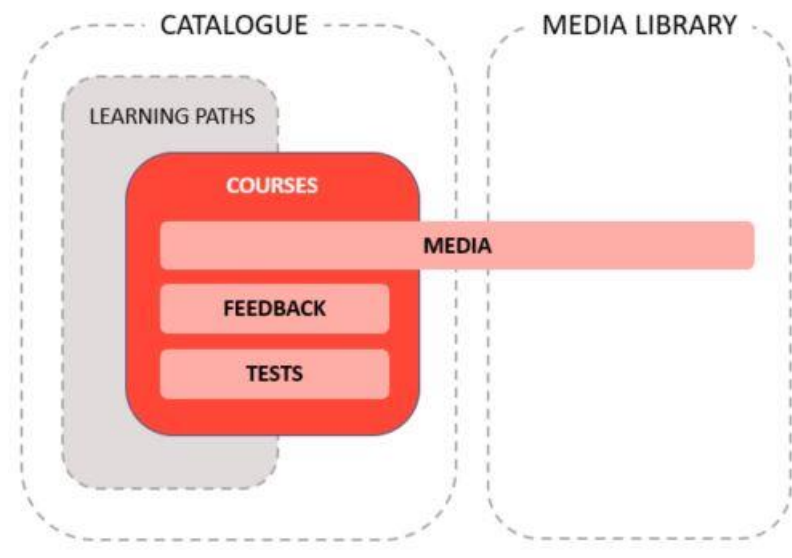 CATALOGUE
MEDIA LIBRARY
LEARNING PATHS
COURSES
MEDIA
FEEDBACK
TESTS